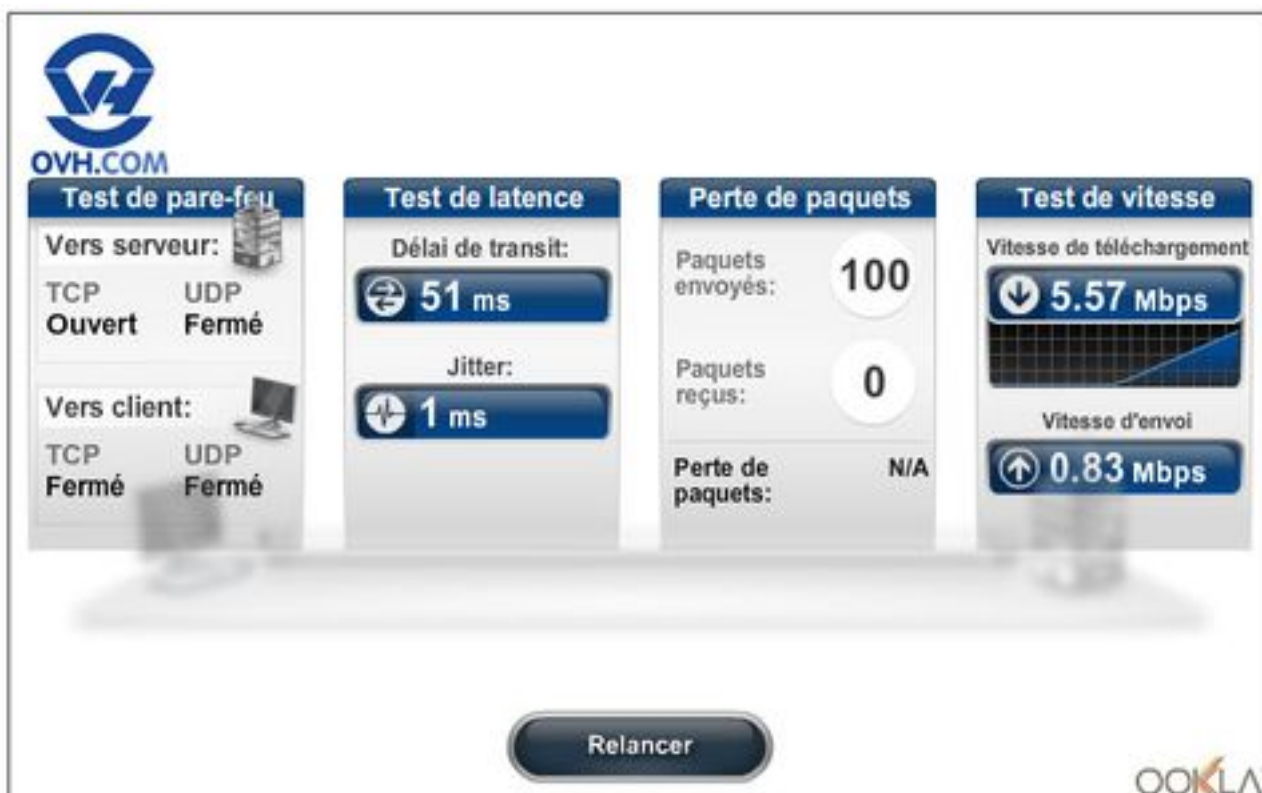 OVH.COM
Test de pare-feu
Vers serveur:
TCP UDP
Ouvert Fermé
Vers client:
TCP UDP
Fermé Fermé
Test de latence
Délai de transit:
51 ms
Jitter:
1 ms
Perte de paquets
Paquets
envoyés:
100
Paquets
reçus:
0
Perte de
paquets:
N/A
Test de vitesse
Vitesse de téléchargement
5.57 Mbps
Vitesse d'envoi
0.83 Mbps
Relancer
OOKLA